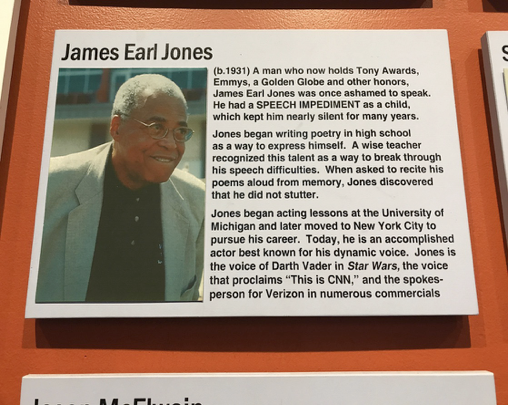 James Earl Jones
(b.1931) A man who now holds Tony Awards,
Emmys, a Golden Globe and other honors,
James Earl Jones was once ashamed to speak.
He had a SPEECH IMPEDIMENT as a child,
which kept him nearly silent for many years.
Jones began writing poetry in high school
as a way to express himself. A wise teacher
recognized this talent as a way to break through
his speech difficulties. When asked to recite his
poems aloud from memory, Jones discovered
that he did not stutter.
Jones began acting lessons at the University of
Michigan and later moved to New York City to
pursue his career. Today, he is an accomplished
actor best known for his dynamic voice. Jones is
the voice of Darth Vader in Star Wars, the voice
that proclaims “This is CNN,” and the spokes-
person for Verizon in numerous commercials